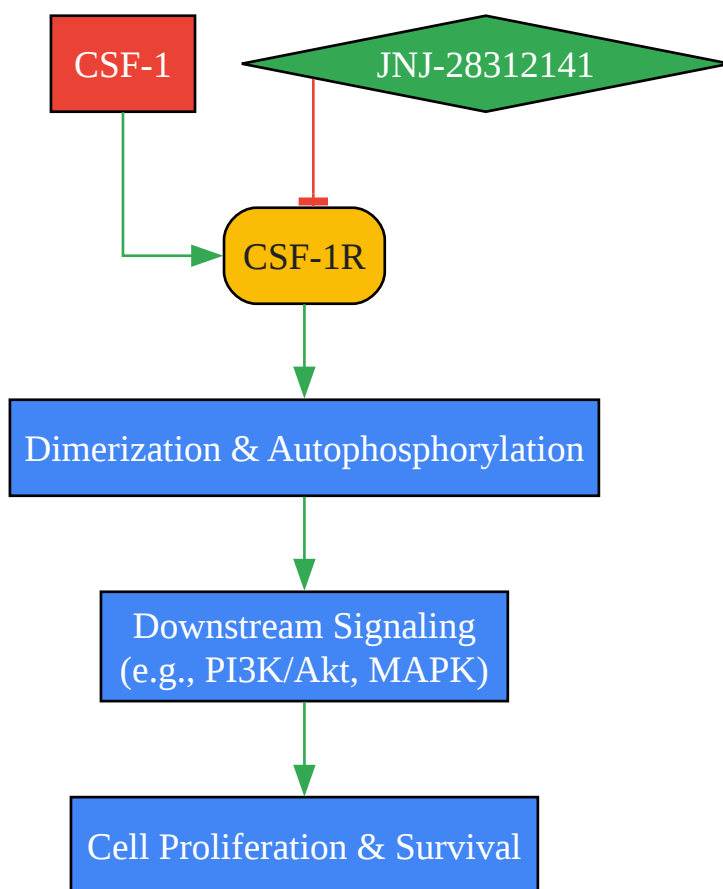 CSF-1
JNJ-28312141
CSF-1R
Dimerization & Autophosphorylation
Downstream Signaling
(e.g., PI3K/Akt, MAPK)
Cell Proliferation & Survival